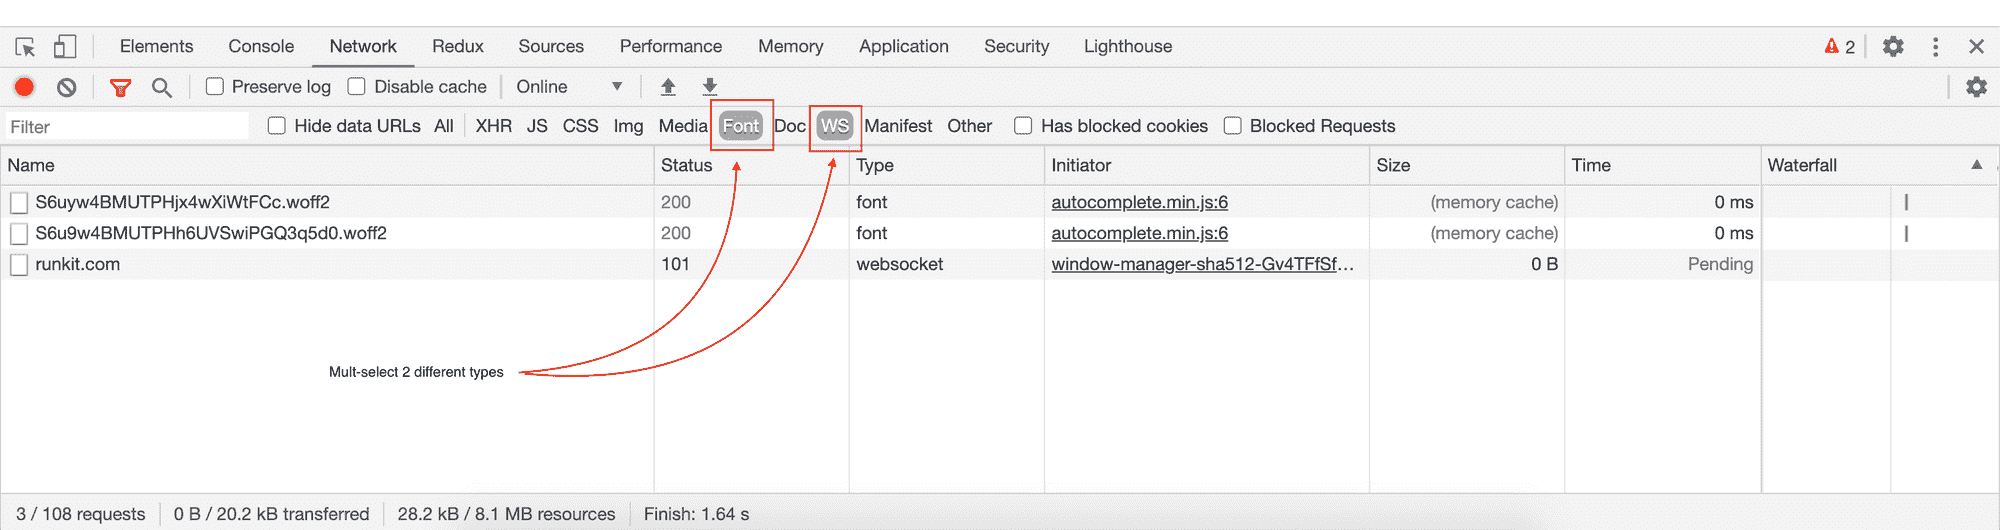 Elements Console Network Redux Sources Performance Memory Application Security Lighthouse 2
Preserve log Disable cache Online
Filter Hide data URLs All XHR JS CSS Img Media Font Doc WS Manifest Other Has blocked cookies Blocked Requests
Name Status Type Initiator Size Time Waterfall
S6uyw4BMUTPHjx4wXiWtFCc.woff2 200 font autocomplete.min.js:6 (memory cache) 0 ms
S6u9w4BMUTPHh6UVSwiPGQ3q5d0.woff2 200 font autocomplete.min.js:6 (memory cache) 0 ms
runkit.com 101 websocket window-manager-sha512-Gv4TFfSf… 0 B Pending
Mult-select 2 different types
3 / 108 requests 0 B / 20.2 kB transferred 28.2 kB / 8.1 MB resources Finish: 1.64 s